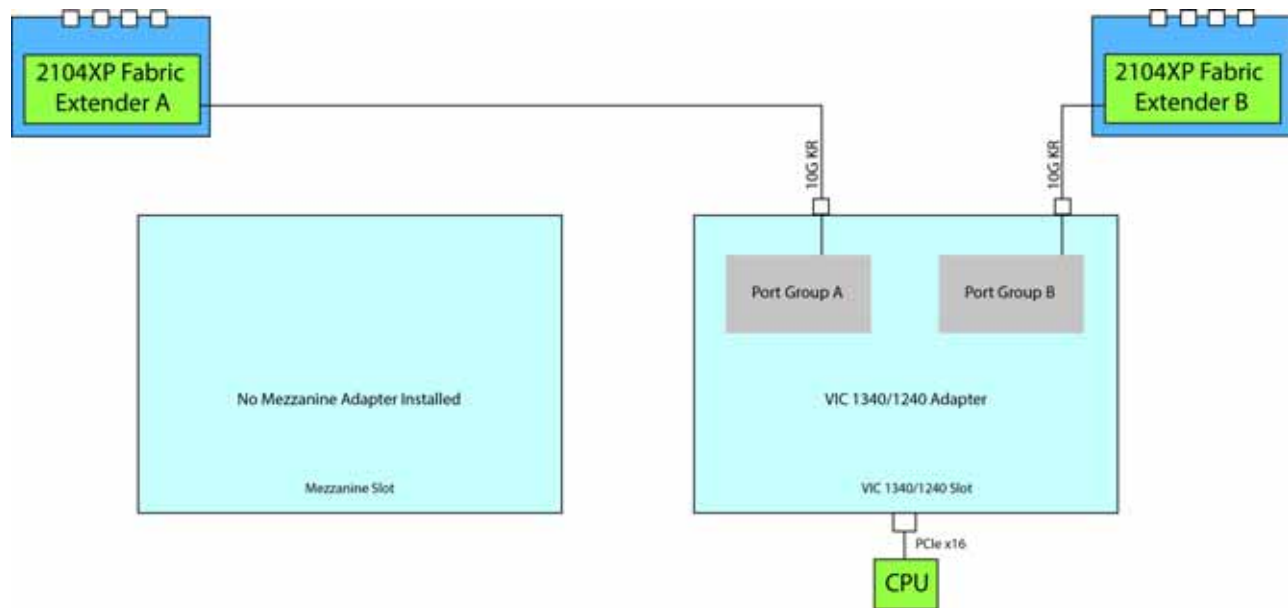 2104XP Fabric
Extender A
2104XP Fabric
Extender B
10G KR
10G KR
Port Group A
Port Group B
No Mezzanine Adapter Installed
VIC 1340/1240 Adapter
Mezzanine Slot
VIC 1340/1240 Slot
PCIe x16
CPU